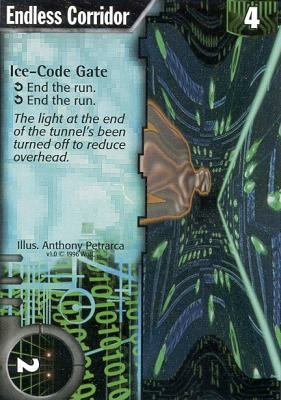 Endless Corridor
4
Ice-Code Gate
End the run.
End the run.
The light at the end
of the tunnel's been
turned off to reduce
overhead.
Illus. Anthony Petrarca
v1.0 © 1996 WotC
2